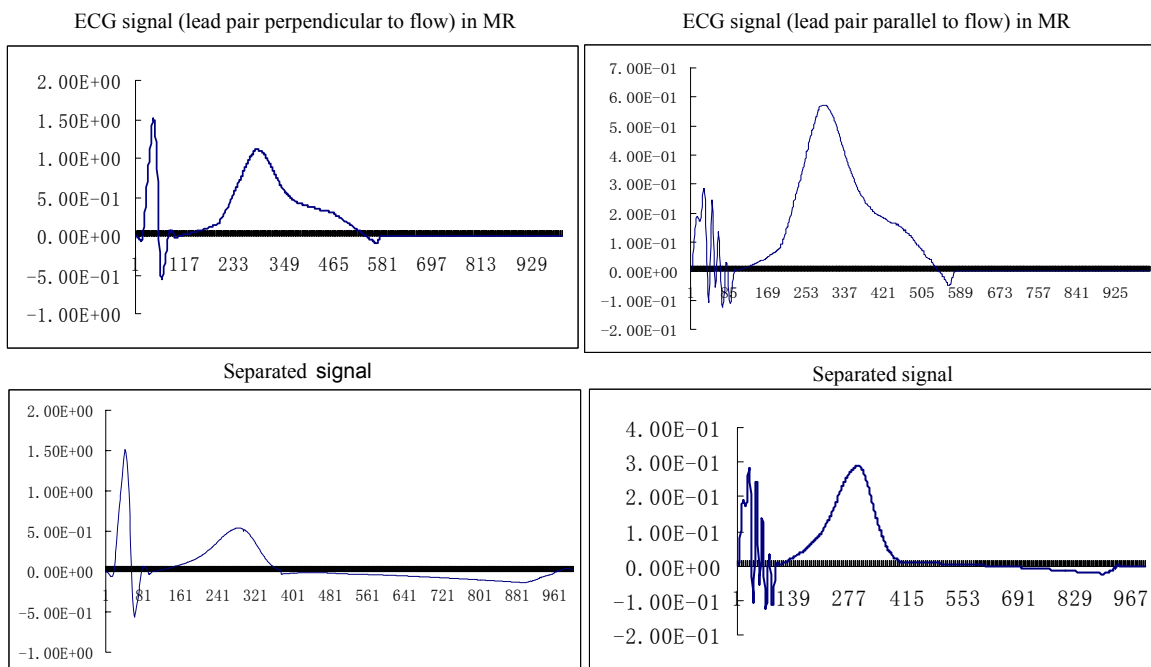 ECG signal (lead pair perpendicular to flow) in MR
2.00E+00
1.50E+00
1.00E+00
5.00E-01
0.00E+00
-5.00E-01
-1.00E+00
1 117 233 349 465 581 697 813 929
ECG signal (lead pair parallel to flow) in MR
7.00E-01
6.00E-01
5.00E-01
4.00E-01
3.00E-01
2.00E-01
1.00E-01
0.00E+00
-1.00E-01
-2.00E-01
1 85 169 253 337 421 505 589 673 757 841 925
Separated signal
2.00E+00
1.50E+00
1.00E+00
5.00E-01
0.00E+00
-5.00E-01
-1.00E+00
1 81 161 241 321 401 481 561 641 721 801 881 961
Separated signal
4.00E-01
3.00E-01
2.00E-01
1.00E-01
0.00E+00
-1.00E-01
-2.00E-01
1 139 277 415 553 691 829 967